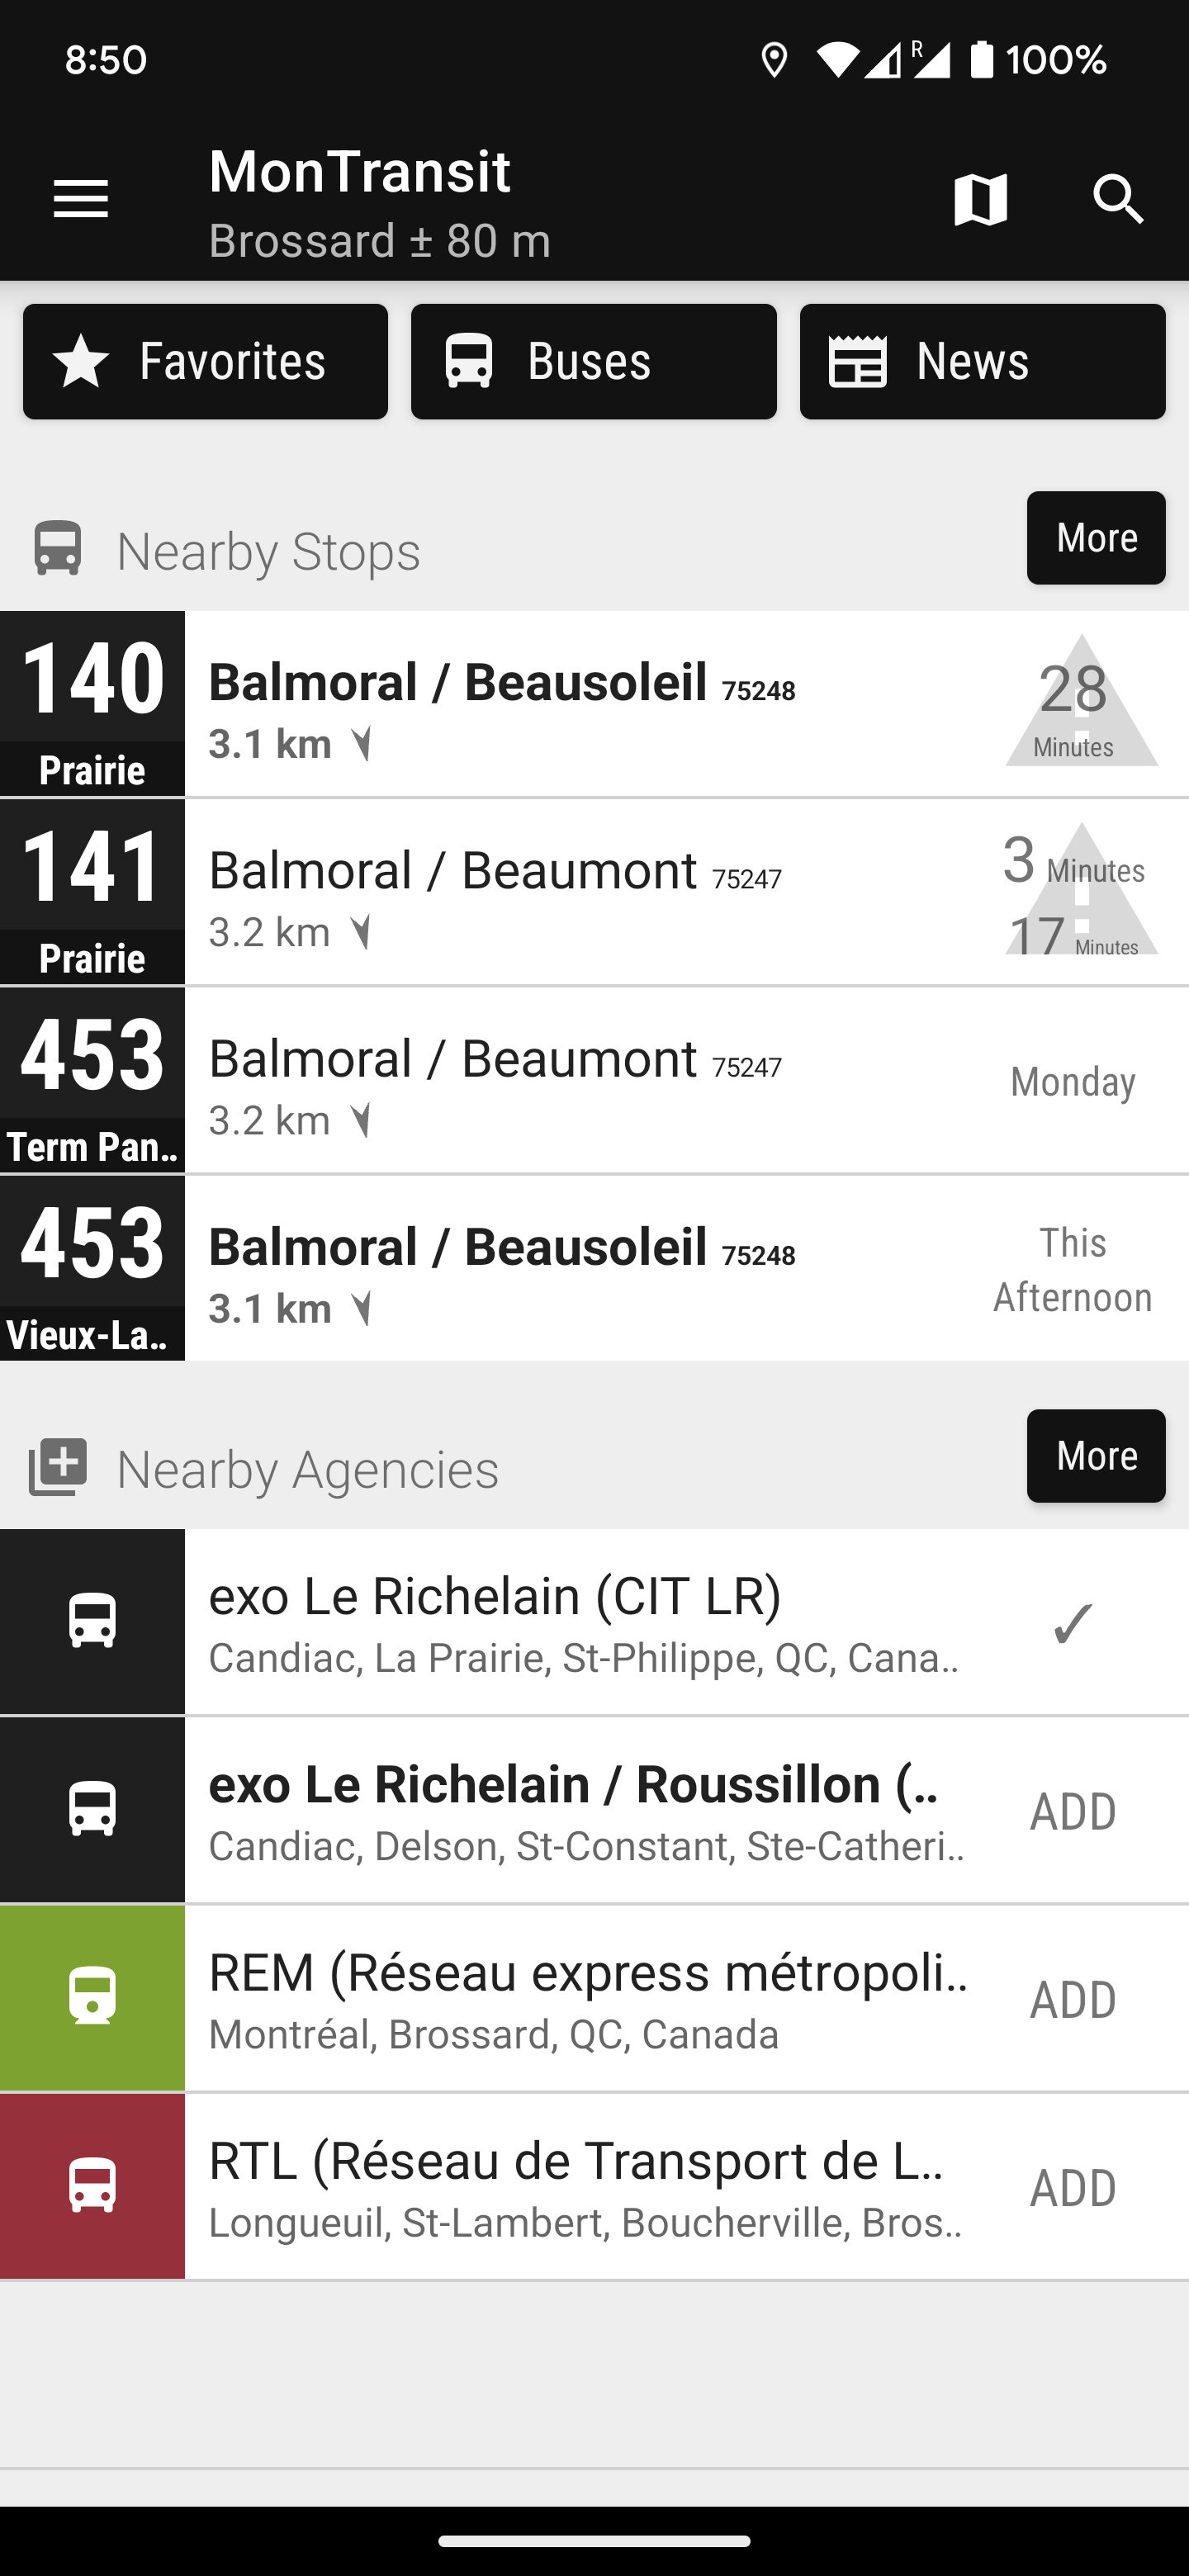 8:50
R
100%
MonTransit
Brossard ± 80 m
Favorites
Buses
News
Nearby Stops
More
140
Prairie
Balmoral / Beausoleil 75248
3.1 km
28
Minutes
141
Prairie
Balmoral / Beaumont 75247
3.2 km
3 Minutes
17 Minutes
453
Term Pan..
Balmoral / Beaumont 75247
3.2 km
Monday
453
Vieux-La..
Balmoral / Beausoleil 75248
3.1 km
This
Afternoon
Nearby Agencies
More
exo Le Richelain (CIT LR)
Candiac, La Prairie, St-Philippe, QC, Cana..
✓
exo Le Richelain / Roussillon (..
Candiac, Delson, St-Constant, Ste-Catheri..
ADD
REM (Réseau express métropoli..
Montréal, Brossard, QC, Canada
ADD
RTL (Réseau de Transport de L..
Longueuil, St-Lambert, Boucherville, Bros..
ADD